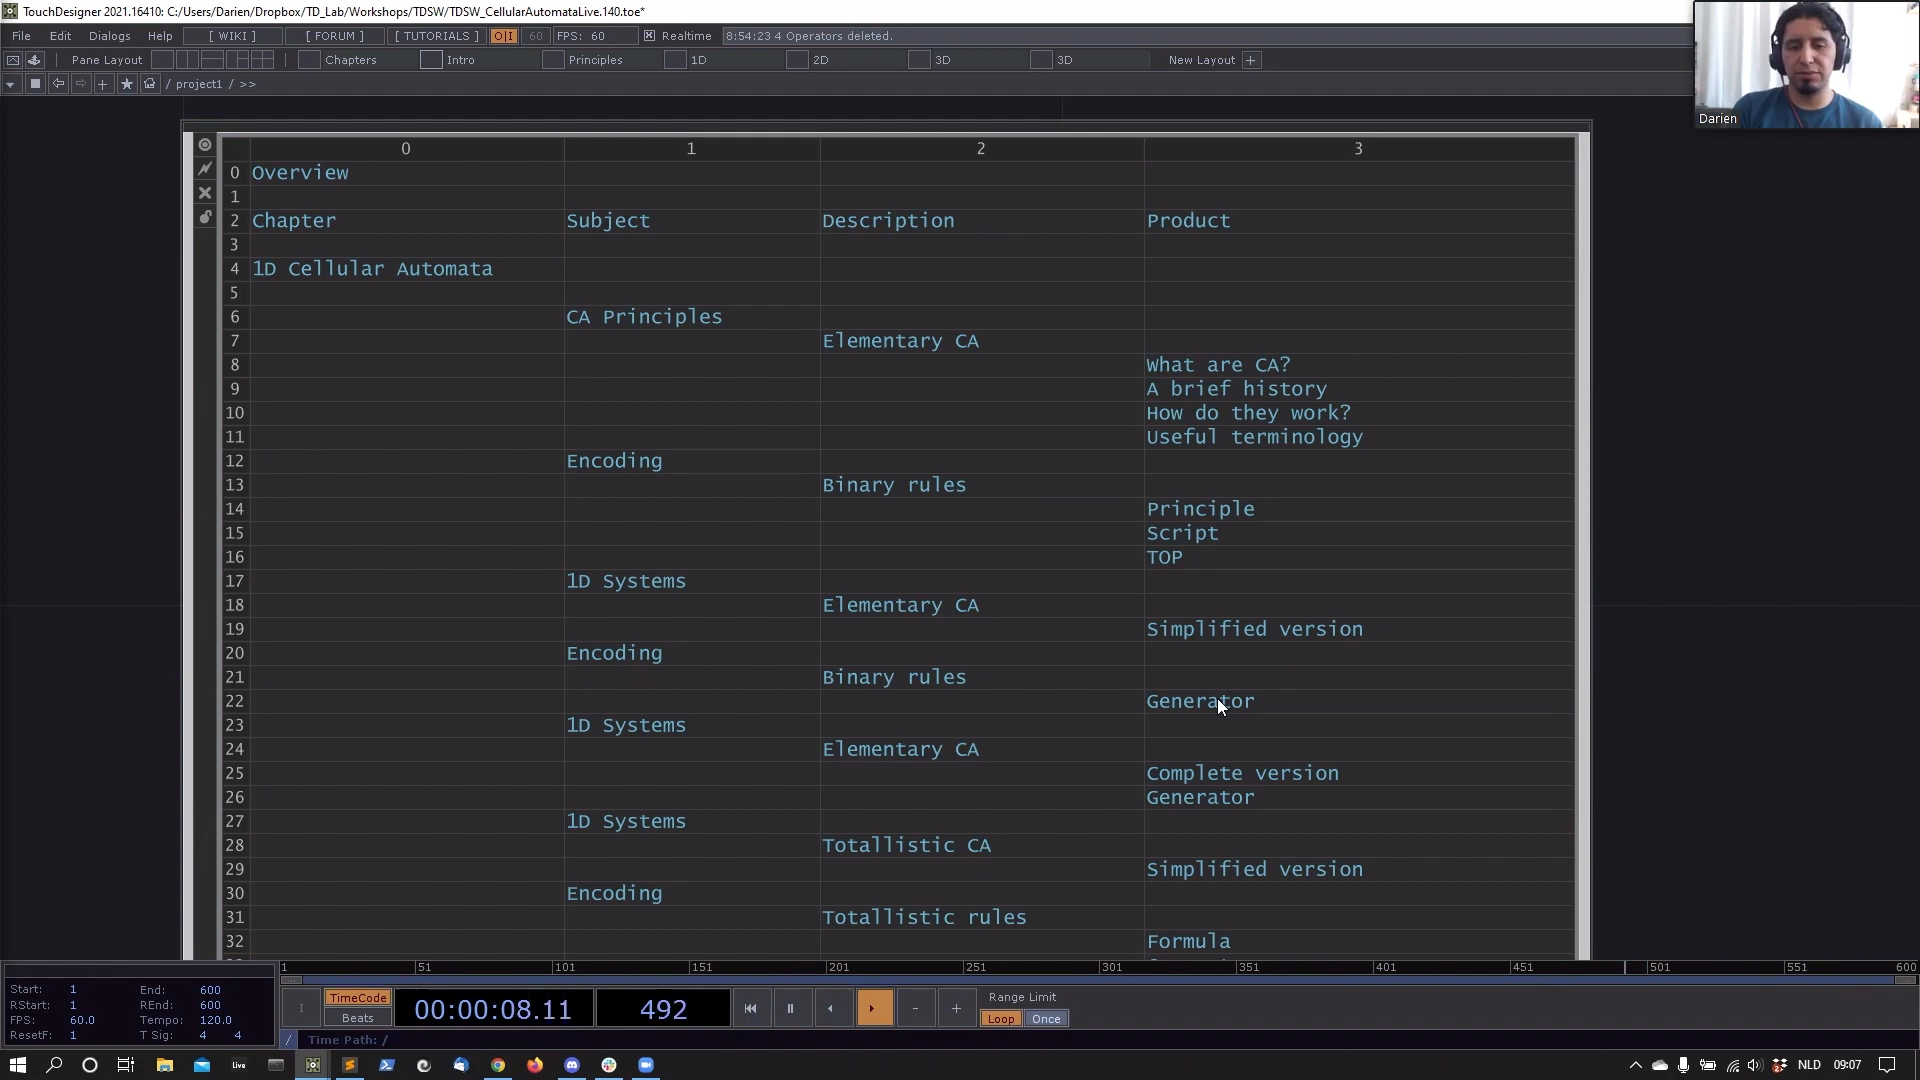 TouchDesigner 2021.16410: C:/Users/Darien/Dropbox/TD_Lab/Workshops/TDSW/TDSW_CellularAutomataLive.140.toe*
File Edit Dialogs Help [ WIKI ] [ FORUM ] [ TUTORIALS ] O|I 60 FPS: 60 Realtime 8:54:23 4 Operators deleted.
Pane Layout Chapters Intro Principles 1D 2D 3D 3D New Layout +
/ project1 / >>
Darien
0 1 2 3
0 Overview
1
2 Chapter Subject Description Product
3
4 1D Cellular Automata
5
6 CA Principles
7 Elementary CA
8 What are CA?
9 A brief history
10 How do they work?
11 Useful terminology
12 Encoding
13 Binary rules
14 Principle
15 Script
16 TOP
17 1D Systems
18 Elementary CA
19 Simplified version
20 Encoding
21 Binary rules
22 Generator
23 1D Systems
24 Elementary CA
25 Complete version
26 Generator
27 1D Systems
28 Totallistic CA
29 Simplified version
30 Encoding
31 Totallistic rules
32 Formula
1 51 101 151 201 251 301 351 401 451 501 551 600
Start: 1 End: 600
RStart: 1 REnd: 600
FPS: 60.0 Tempo: 120.0
ResetF: 1 T Sig: 4 4
TimeCode
Beats
00:00:08.11 492
Range Limit
Loop Once
/ Time Path: /
Live
NLD 09:07